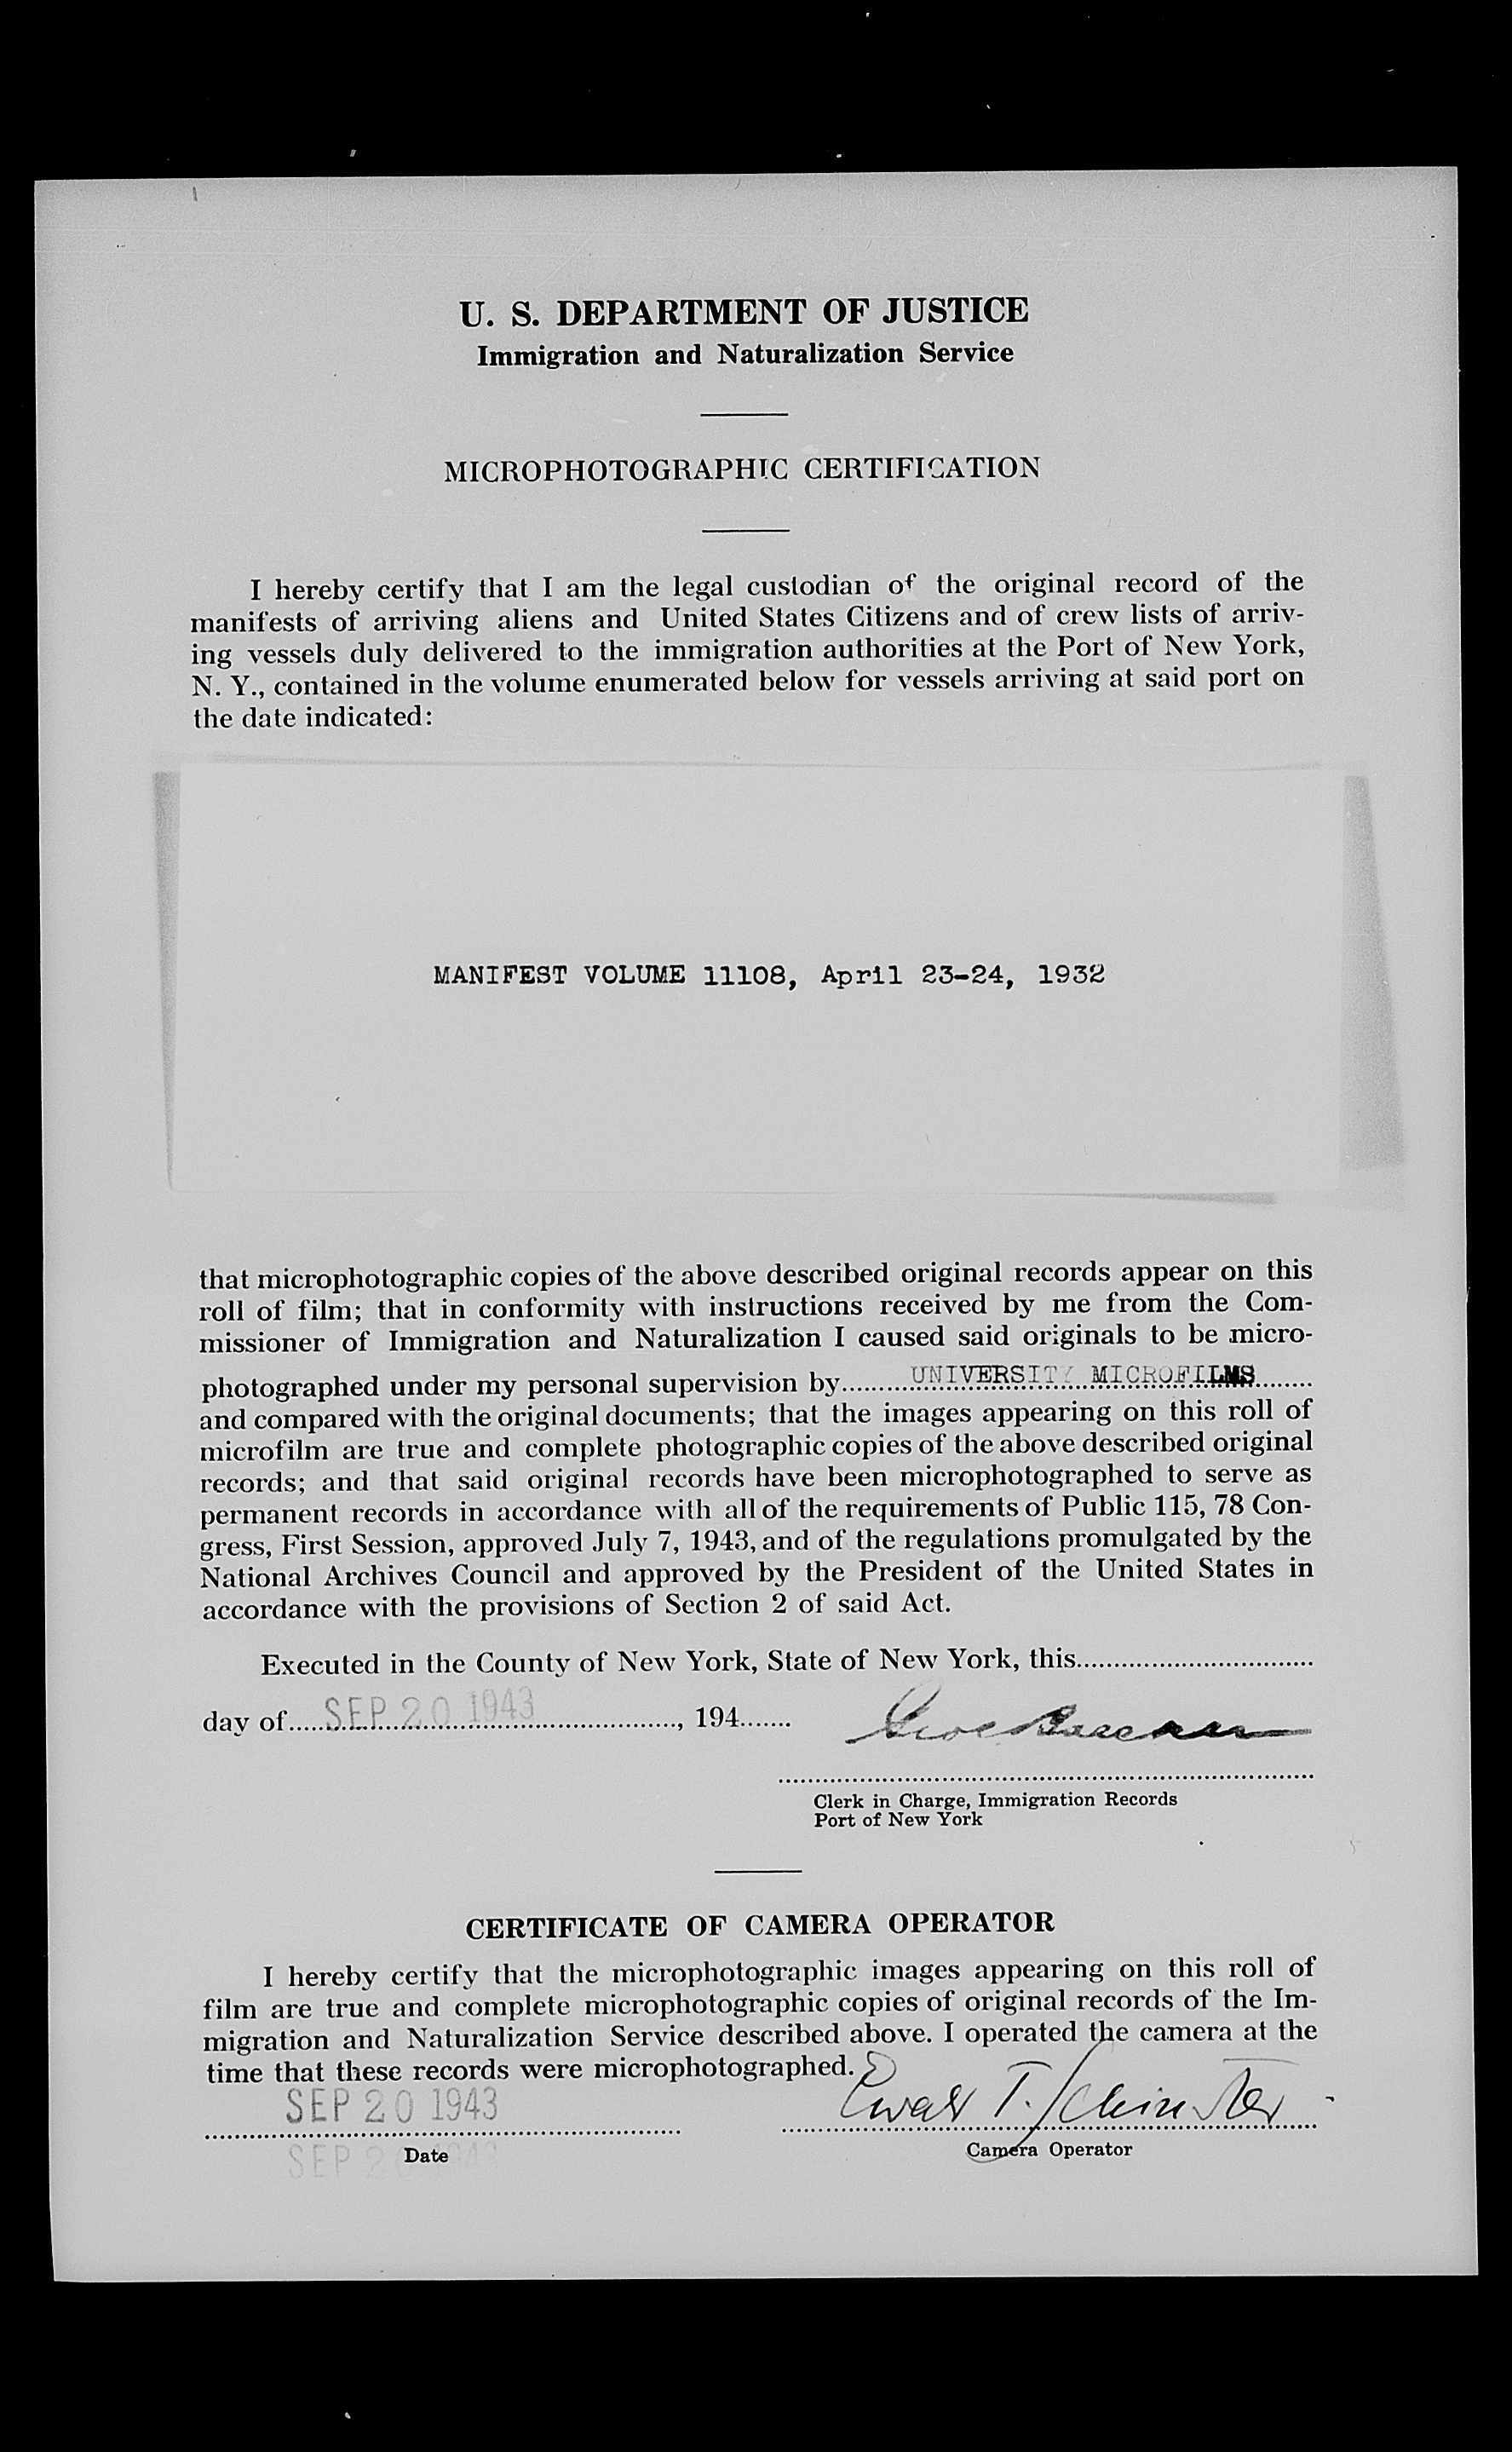 U. S. DEPARTMENT OF JUSTICE
Immigration and Naturalization Service
MICROPHOTOGRAPHIC CERTIFICATION
I hereby certify that I am the legal custodian of the original record of the
manifests of arriving aliens and United States Citizens and of crew lists of arriv-
ing vessels duly delivered to the immigration authorities at the Port of New York,
N. Y., contained in the volume enumerated below for vessels arriving at said port on
the date indicated:
MANIFEST VOLUME 11108, April 23-24, 1932
that microphotographic copies of the above described original records appear on this
roll of film; that in conformity with instructions received by me from the Com-
missioner of Immigration and Naturalization I caused said originals to be micro-
photographed under my personal supervision by UNIVERSITY MICROFILMS
and compared with the original documents; that the images appearing on this roll of
microfilm are true and complete photographic copies of the above described original
records; and that said original records have been microphotographed to serve as
permanent records in accordance with all of the requirements of Public 115, 78 Con-
gress, First Session, approved July 7, 1943, and of the regulations promulgated by the
National Archives Council and approved by the President of the United States in
accordance with the provisions of Section 2 of said Act.
Executed in the County of New York, State of New York, this
day of SEP 20 1943, 194
Clerk in Charge, Immigration Records
Port of New York
CERTIFICATE OF CAMERA OPERATOR
I hereby certify that the microphotographic images appearing on this roll of
film are true and complete microphotographic copies of original records of the Im-
migration and Naturalization Service described above. I operated the camera at the
time that these records were microphotographed.
SEP 20 1943
Date
Camera Operator